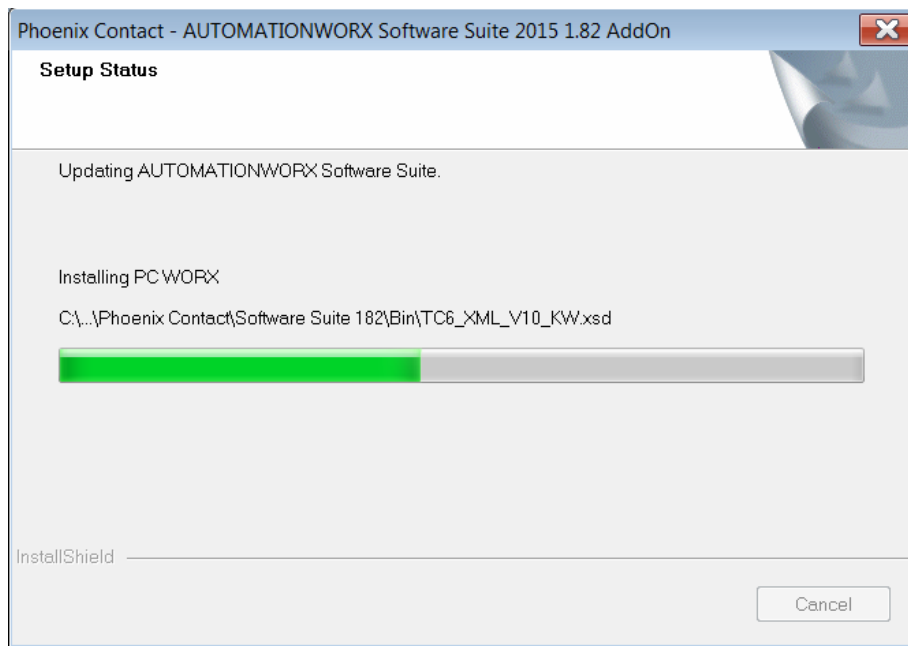 Phoenix Contact - AUTOMATIONWORX Software Suite 2015 1.82 AddOn
Setup Status
Updating AUTOMATIONWORX Software Suite.
Installing PC WORX
C:\...\Phoenix Contact\Software Suite 182\Bin\TC6_XML_V10_KW.xsd
InstallShield
Cancel